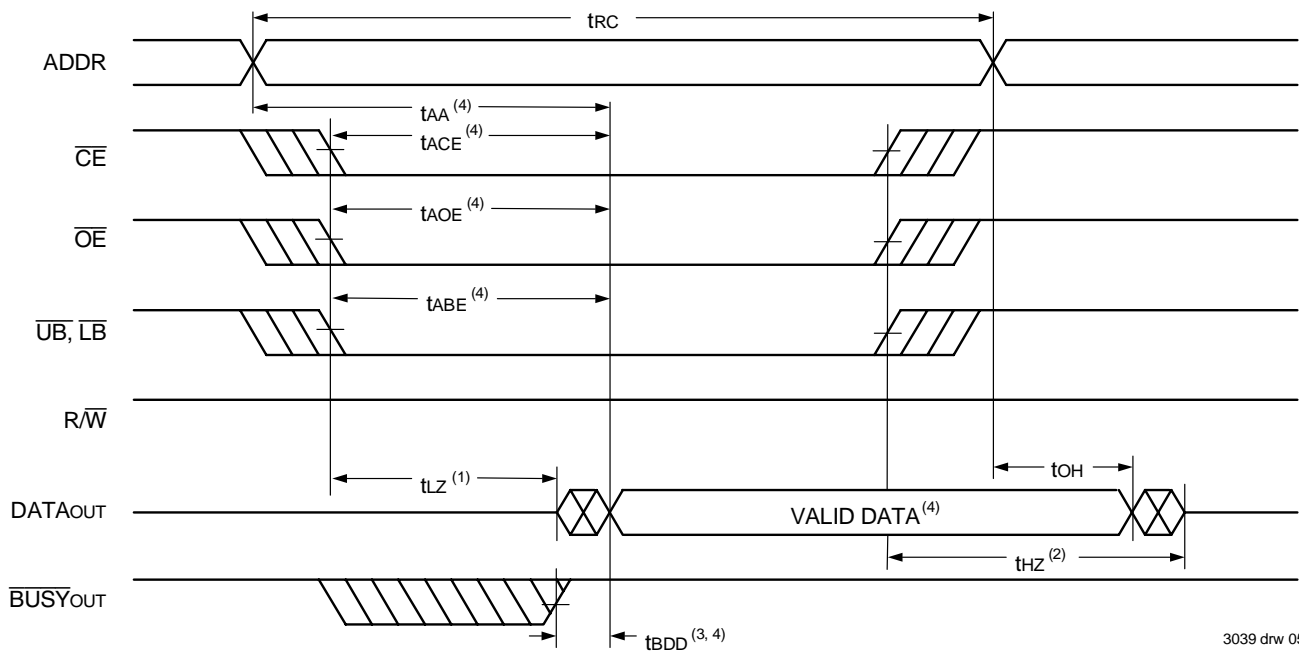 tRC
ADDR
tAA (4)
tACE (4)
CE
tAOE (4)
OE
tABE (4)
UB, LB
R/W
tLZ (1)
tOH
DATAOUT
VALID DATA(4)
tHZ (2)
BUSYOUT
tBDD (3, 4)
3039 drw 05